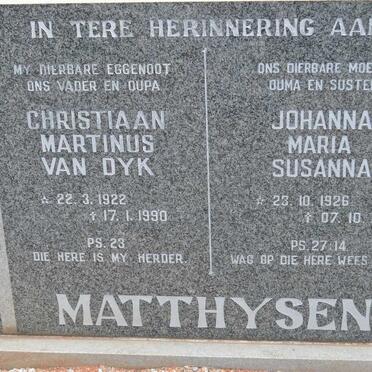 IN TERE HERINNERING AAN
MY DIERBARE EGGENOOT
ONS VADER EN OUPA
CHRISTIAAN
MARTINUS
VAN DYK
☆ 22. 3. 1922
† 17. 1. 1990
PS. 23
DIE HERE IS MY HERDER.
ONS DIERBARE MOE
OUMA EN SUSTER
JOHANNA
MARIA
SUSANNA
☆ 23. 10. 1926
† 07. 10.
PS. 27:14
WAG OP DIE HERE WEES
MATTHYSEN